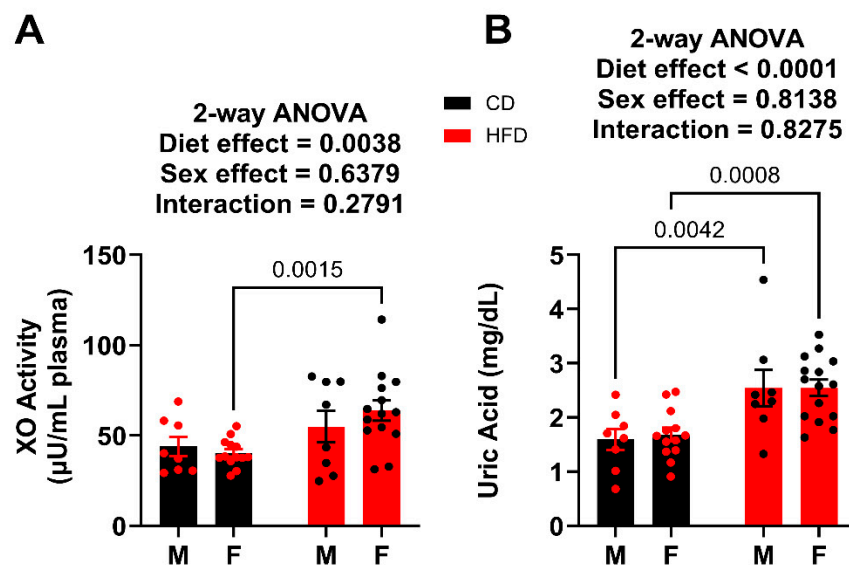 A
2-way ANOVA
Diet effect = 0.0038
Sex effect = 0.6379
Interaction = 0.2791
0.0015
150
100
50
0
XO Activity
(µU/mL plasma)
M F M F
CD
HFD
B
2-way ANOVA
Diet effect < 0.0001
Sex effect = 0.8138
Interaction = 0.8275
0.0008
0.0042
5
4
3
2
1
0
Uric Acid (mg/dL)
M F M F